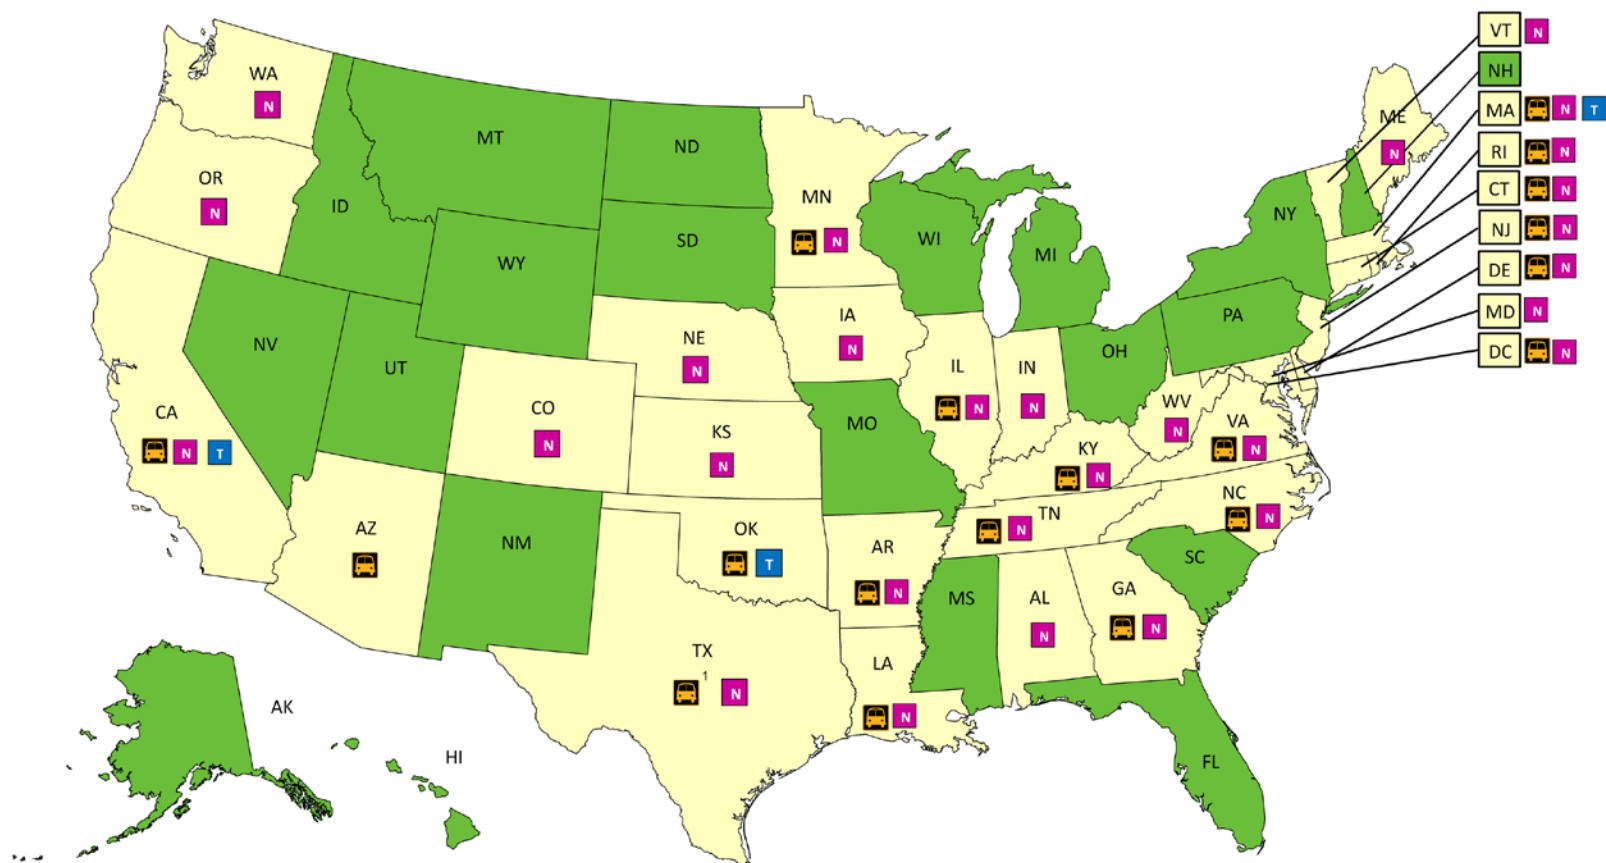 VT N
NH
MA N T
RI N
CT N
NJ N
DE N
MD N
DC N
WA
N
OR
N
CA
N T
ID
NV
MT
WY
UT
AZ
CO
N
NM
ND
SD
NE
N
KS
N
OK
T
TX
1
N
MN
N
IA
N
MO
AR
N
LA
N
WI
IL
N
MI
IN
N
OH
KY
N
TN
N
MS
AL
N
GA
N
FL
SC
NC
N
VA
N
WV
N
PA
NY
ME
N
AK
HI